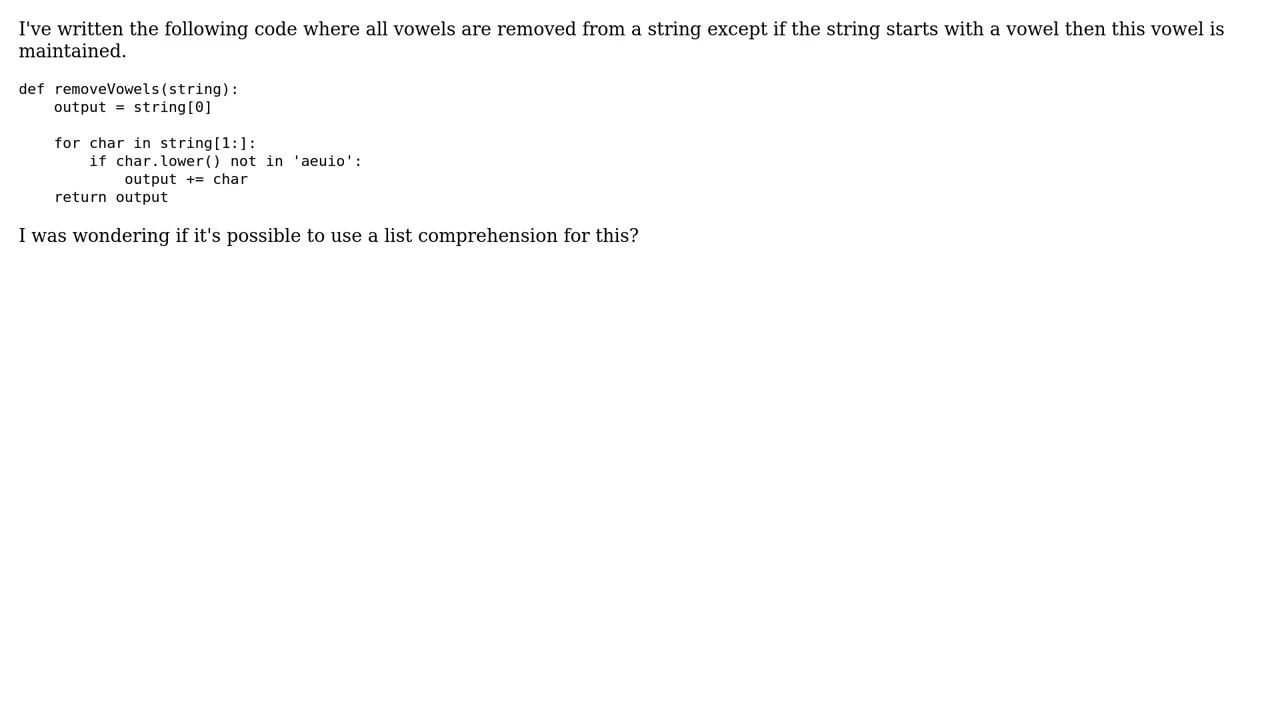 I've written the following code where all vowels are removed from a string except if the string starts with a vowel then this vowel is
maintained.
def removeVowels(string):
    output = string[0]
    for char in string[1:]:
        if char.lower() not in 'aeuio':
            output += char
    return output
I was wondering if it's possible to use a list comprehension for this?